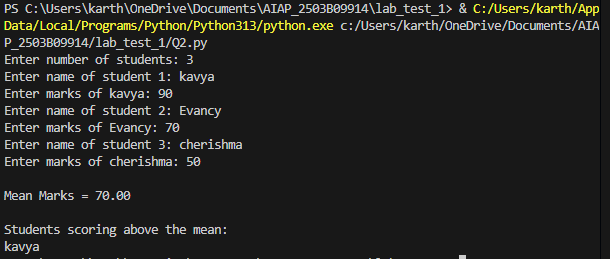 PS C:\Users\karth\OneDrive\Documents\AIAP_2503B09914\lab_test_1> & C:/Users/karth/App
Data/Local/Programs/Python/Python313/python.exe c:/Users/karth/OneDrive/Documents/AIA
P_2503B09914/lab_test_1/Q2.py
Enter number of students: 3
Enter name of student 1: kavya
Enter marks of kavya: 90
Enter name of student 2: Evancy
Enter marks of Evancy: 70
Enter name of student 3: cherishma
Enter marks of cherishma: 50

Mean Marks = 70.00

Students scoring above the mean:
kavya